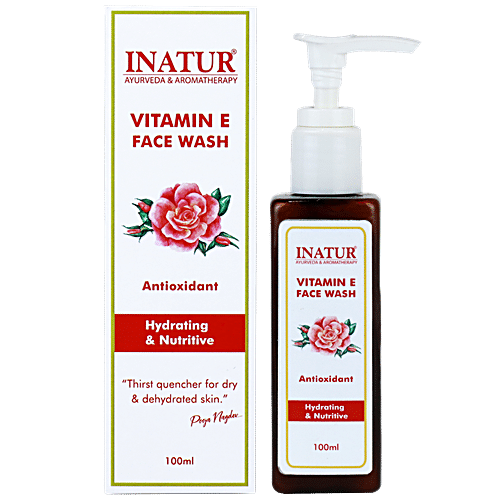 INATUR®
AYURVEDA & AROMATHERAPY
VITAMIN E
FACE WASH
Antioxidant
Hydrating
& Nutritive
“Thirst quencher for dry
& dehydrated skin.”
100ml
INATUR®
AYURVEDA & AROMATHERAPY
VITAMIN E
FACE WASH
Antioxidant
Hydrating
& Nutritive
100ml